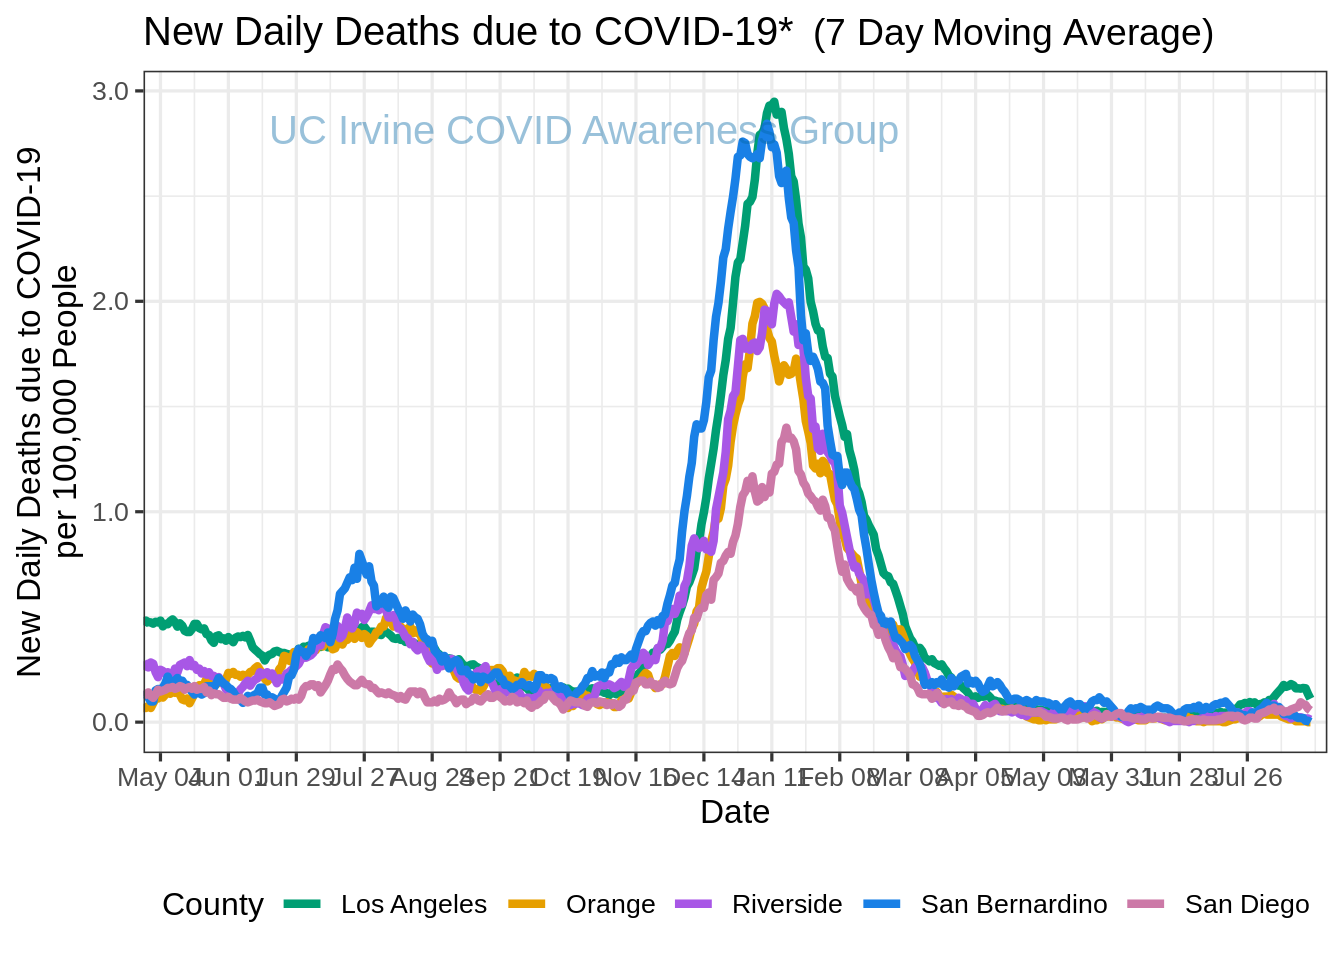 New Daily Deaths due to COVID-19* (7 Day Moving Average)
UC Irvine COVID Awareness Group
New Daily Deaths due to COVID-19
per 100,000 People
3.0
2.0
1.0
0.0
May 04 Jun 01 Jun 29 Jul 27 Aug 24 Sep 21 Oct 19 Nov 16 Dec 14 Jan 11 Feb 08 Mar 08 Apr 05 May 03 May 31 Jun 28 Jul 26
Date
County Los Angeles Orange Riverside San Bernardino San Diego